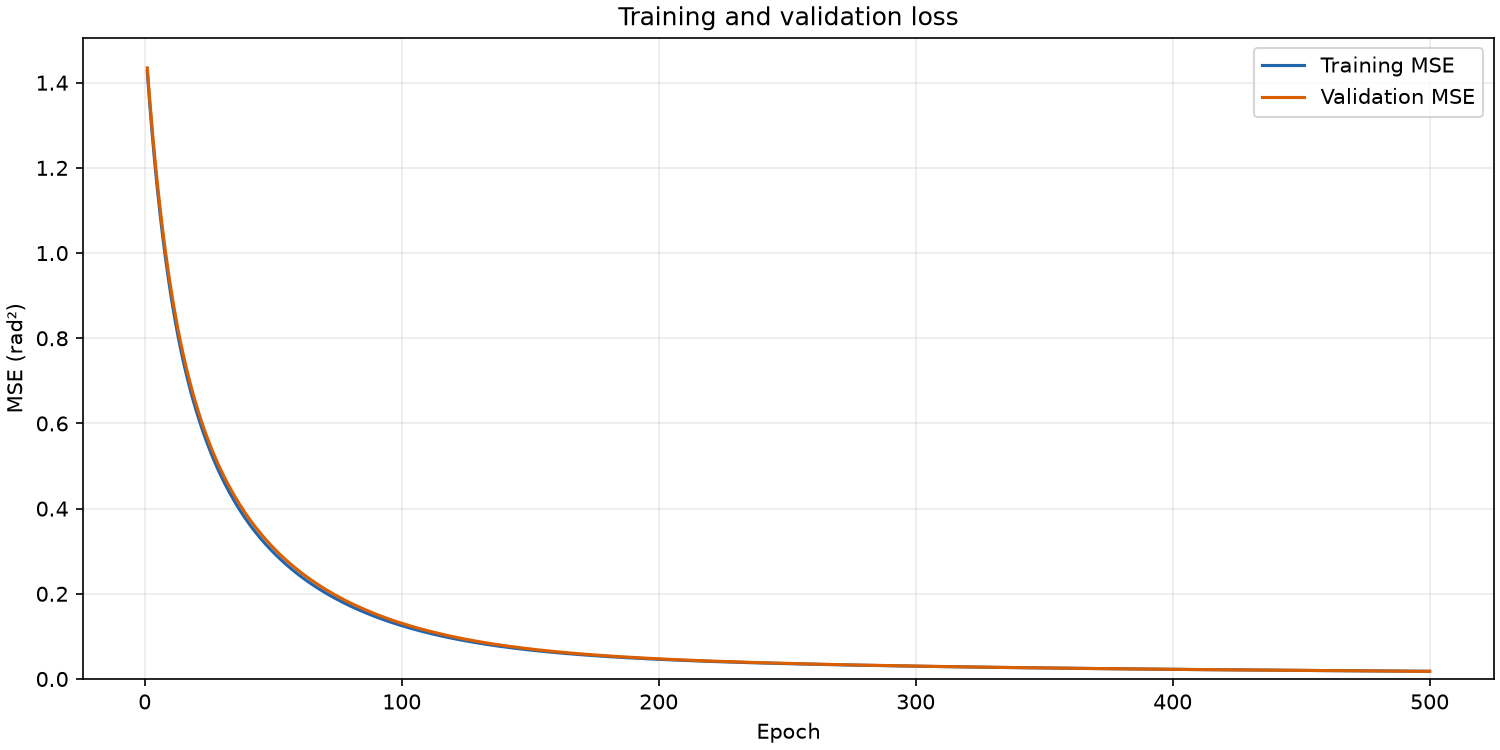 Training and validation loss
Training MSE
Validation MSE
MSE (rad²)
1.4
1.2
1.0
0.8
0.6
0.4
0.2
0.0
0 100 200 300 400 500
Epoch